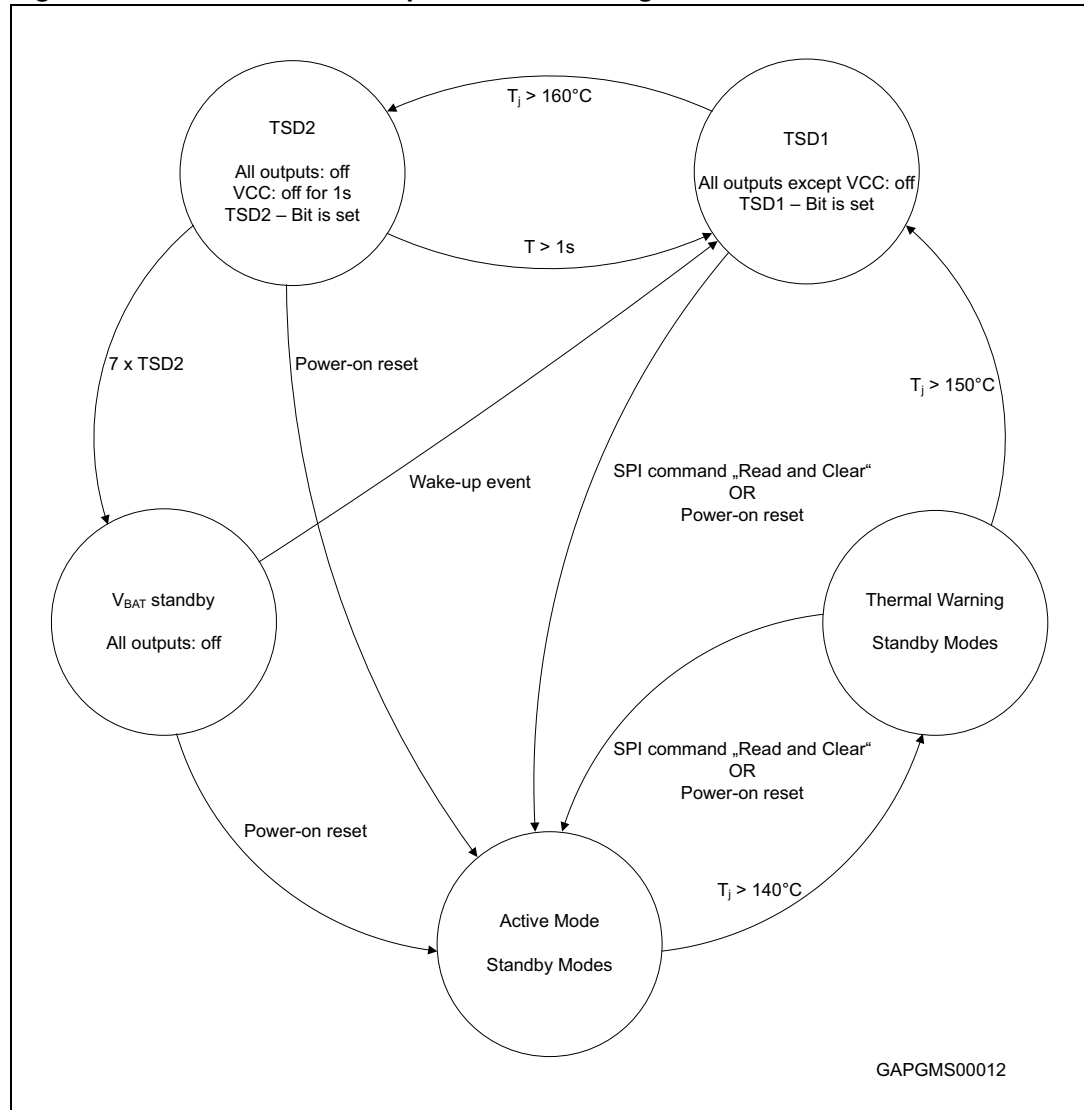 Tj > 160°C
TSD2
All outputs: off
VCC: off for 1s
TSD2 – Bit is set
TSD1
All outputs except VCC: off
TSD1 – Bit is set
T > 1s
7 x TSD2
Power-on reset
Tj > 150°C
Wake-up event
SPI command „Read and Clear“
OR
Power-on reset
VBAT standby
All outputs: off
Thermal Warning
Standby Modes
SPI command „Read and Clear“
OR
Power-on reset
Power-on reset
Tj > 140°C
Active Mode
Standby Modes
GAPGMS00012